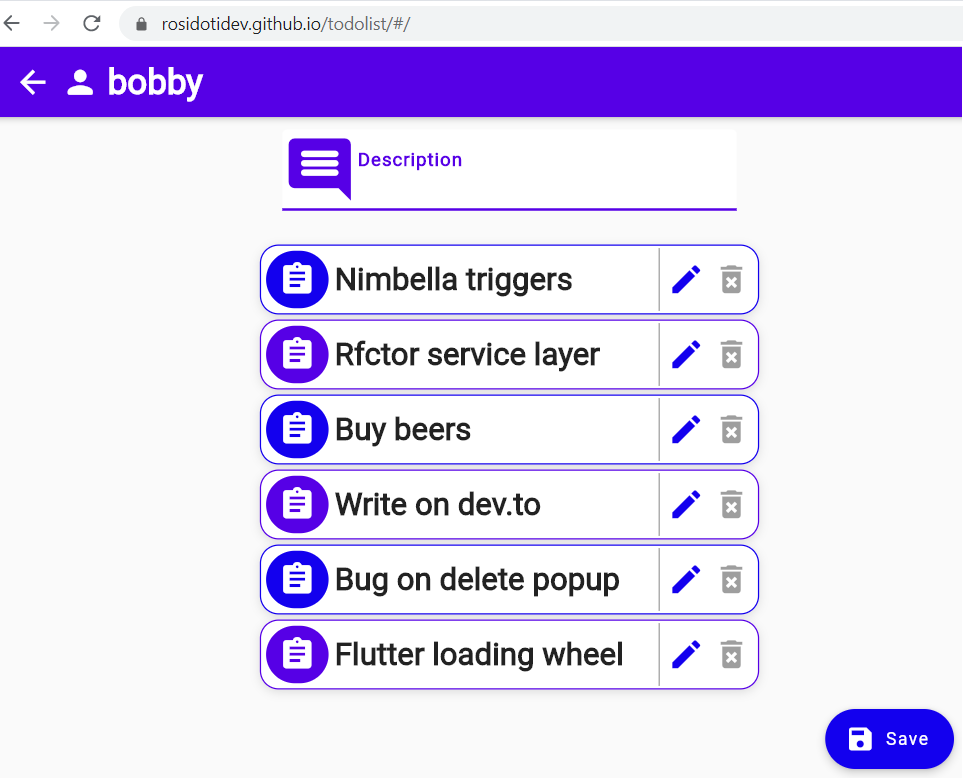 rosidotidev.github.io/todolist/#/
bobby
Description
Nimbella triggers
Rfctor service layer
Buy beers
Write on dev.to
Bug on delete popup
Flutter loading wheel
Save